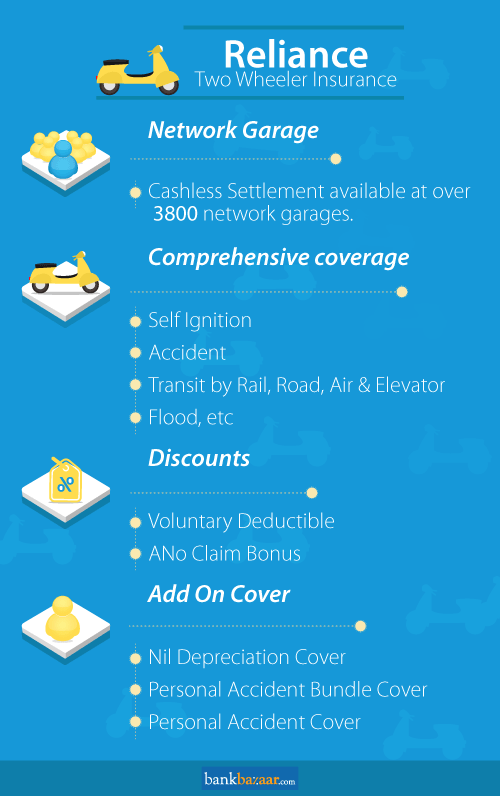 Reliance
Two Wheeler Insurance
Network Garage
Cashless Settlement available at over
3800 network garages.
Comprehensive coverage
Self Ignition
Accident
Transit by Rail, Road, Air & Elevator
Flood, etc
Discounts
%
Voluntary Deductible
ANo Claim Bonus
Add On Cover
Nil Depreciation Cover
Personal Accident Bundle Cover
Personal Accident Cover
bankbazaar.com